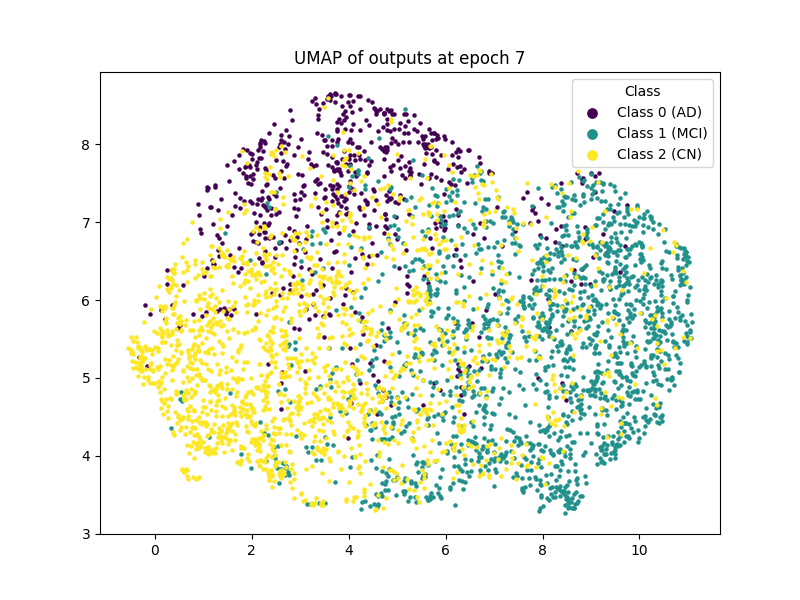 UMAP of outputs at epoch 7
Class
Class 0 (AD)
Class 1 (MCI)
Class 2 (CN)
8
7
6
5
4
3
0 2 4 6 8 10